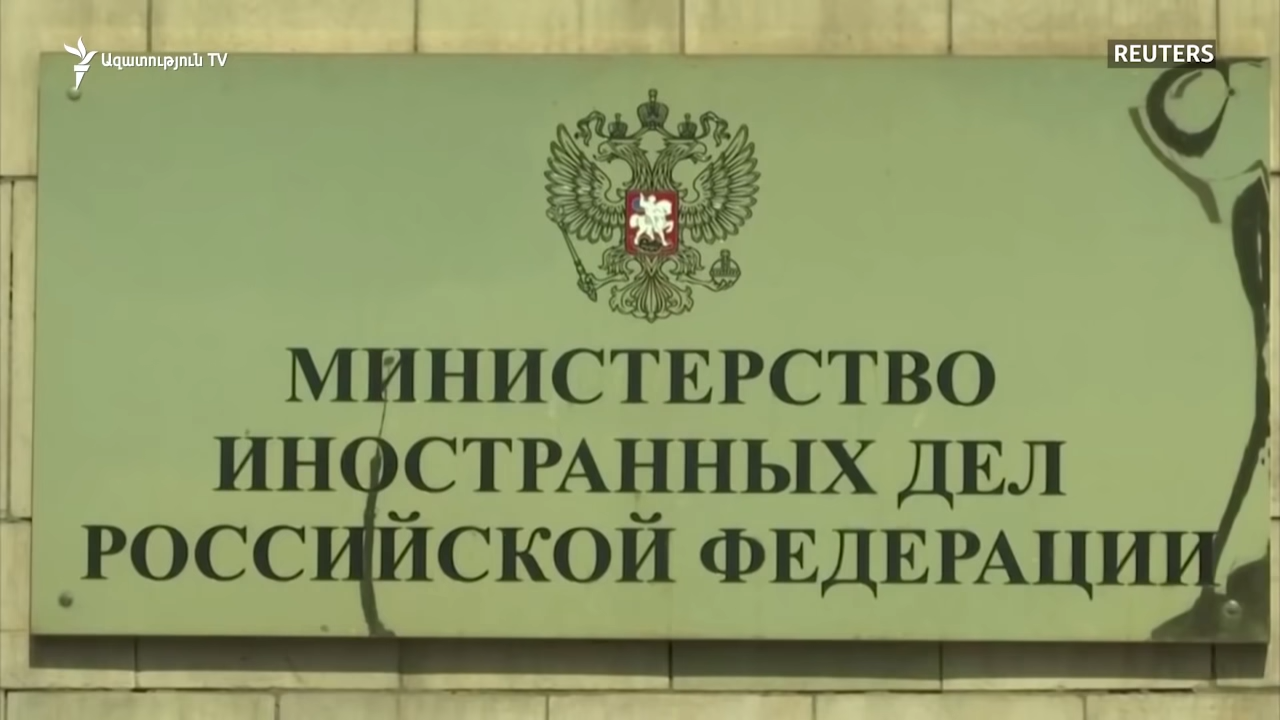 Ազատություն TV
REUTERS
МИНИСТЕРСТВО
ИНОСТРАННЫХ ДЕЛ
РОССИЙСКОЙ ФЕДЕРАЦИИ